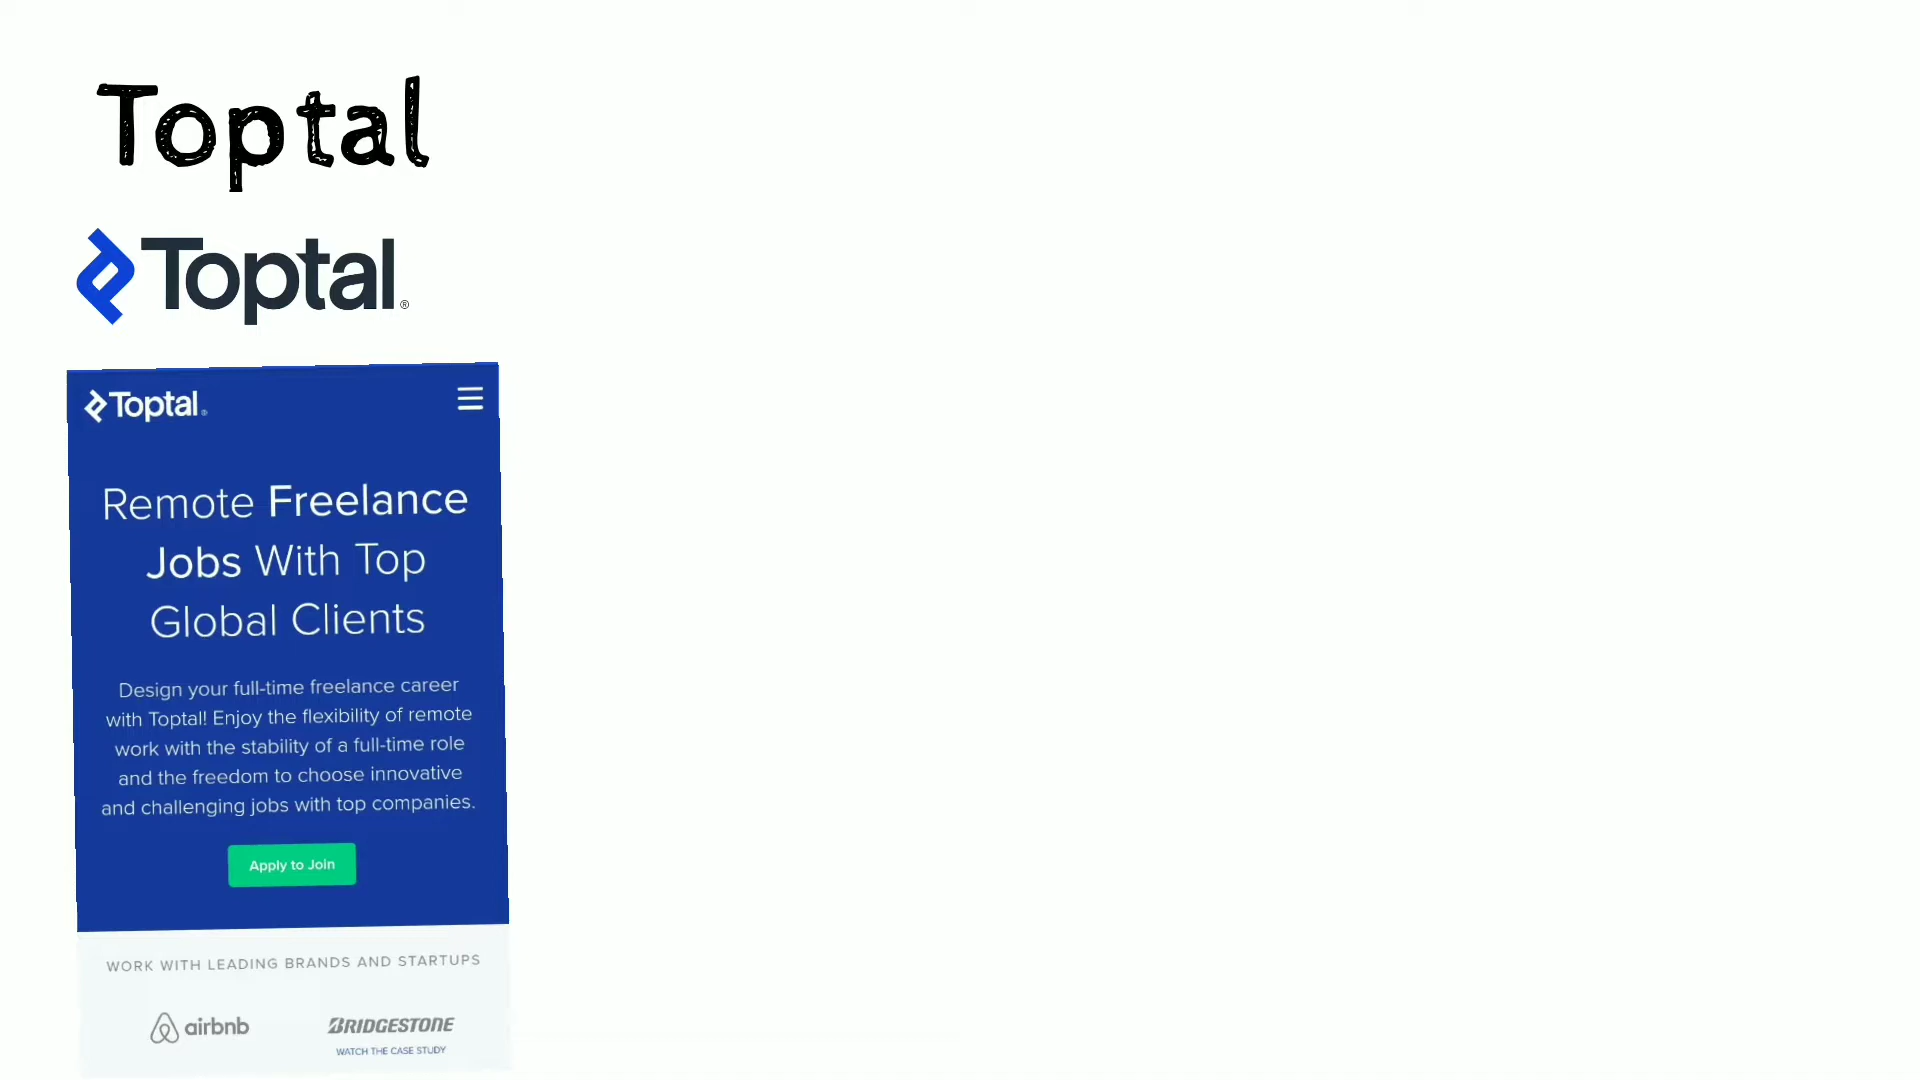 Toptal
Toptal®
Toptal®
Remote Freelance
Jobs With Top
Global Clients
Design your full-time freelance career
with Toptal! Enjoy the flexibility of remote
work with the stability of a full-time role
and the freedom to choose innovative
and challenging jobs with top companies.
Apply to Join
WORK WITH LEADING BRANDS AND STARTUPS
airbnb BRIDGESTONE
WATCH THE CASE STUDY